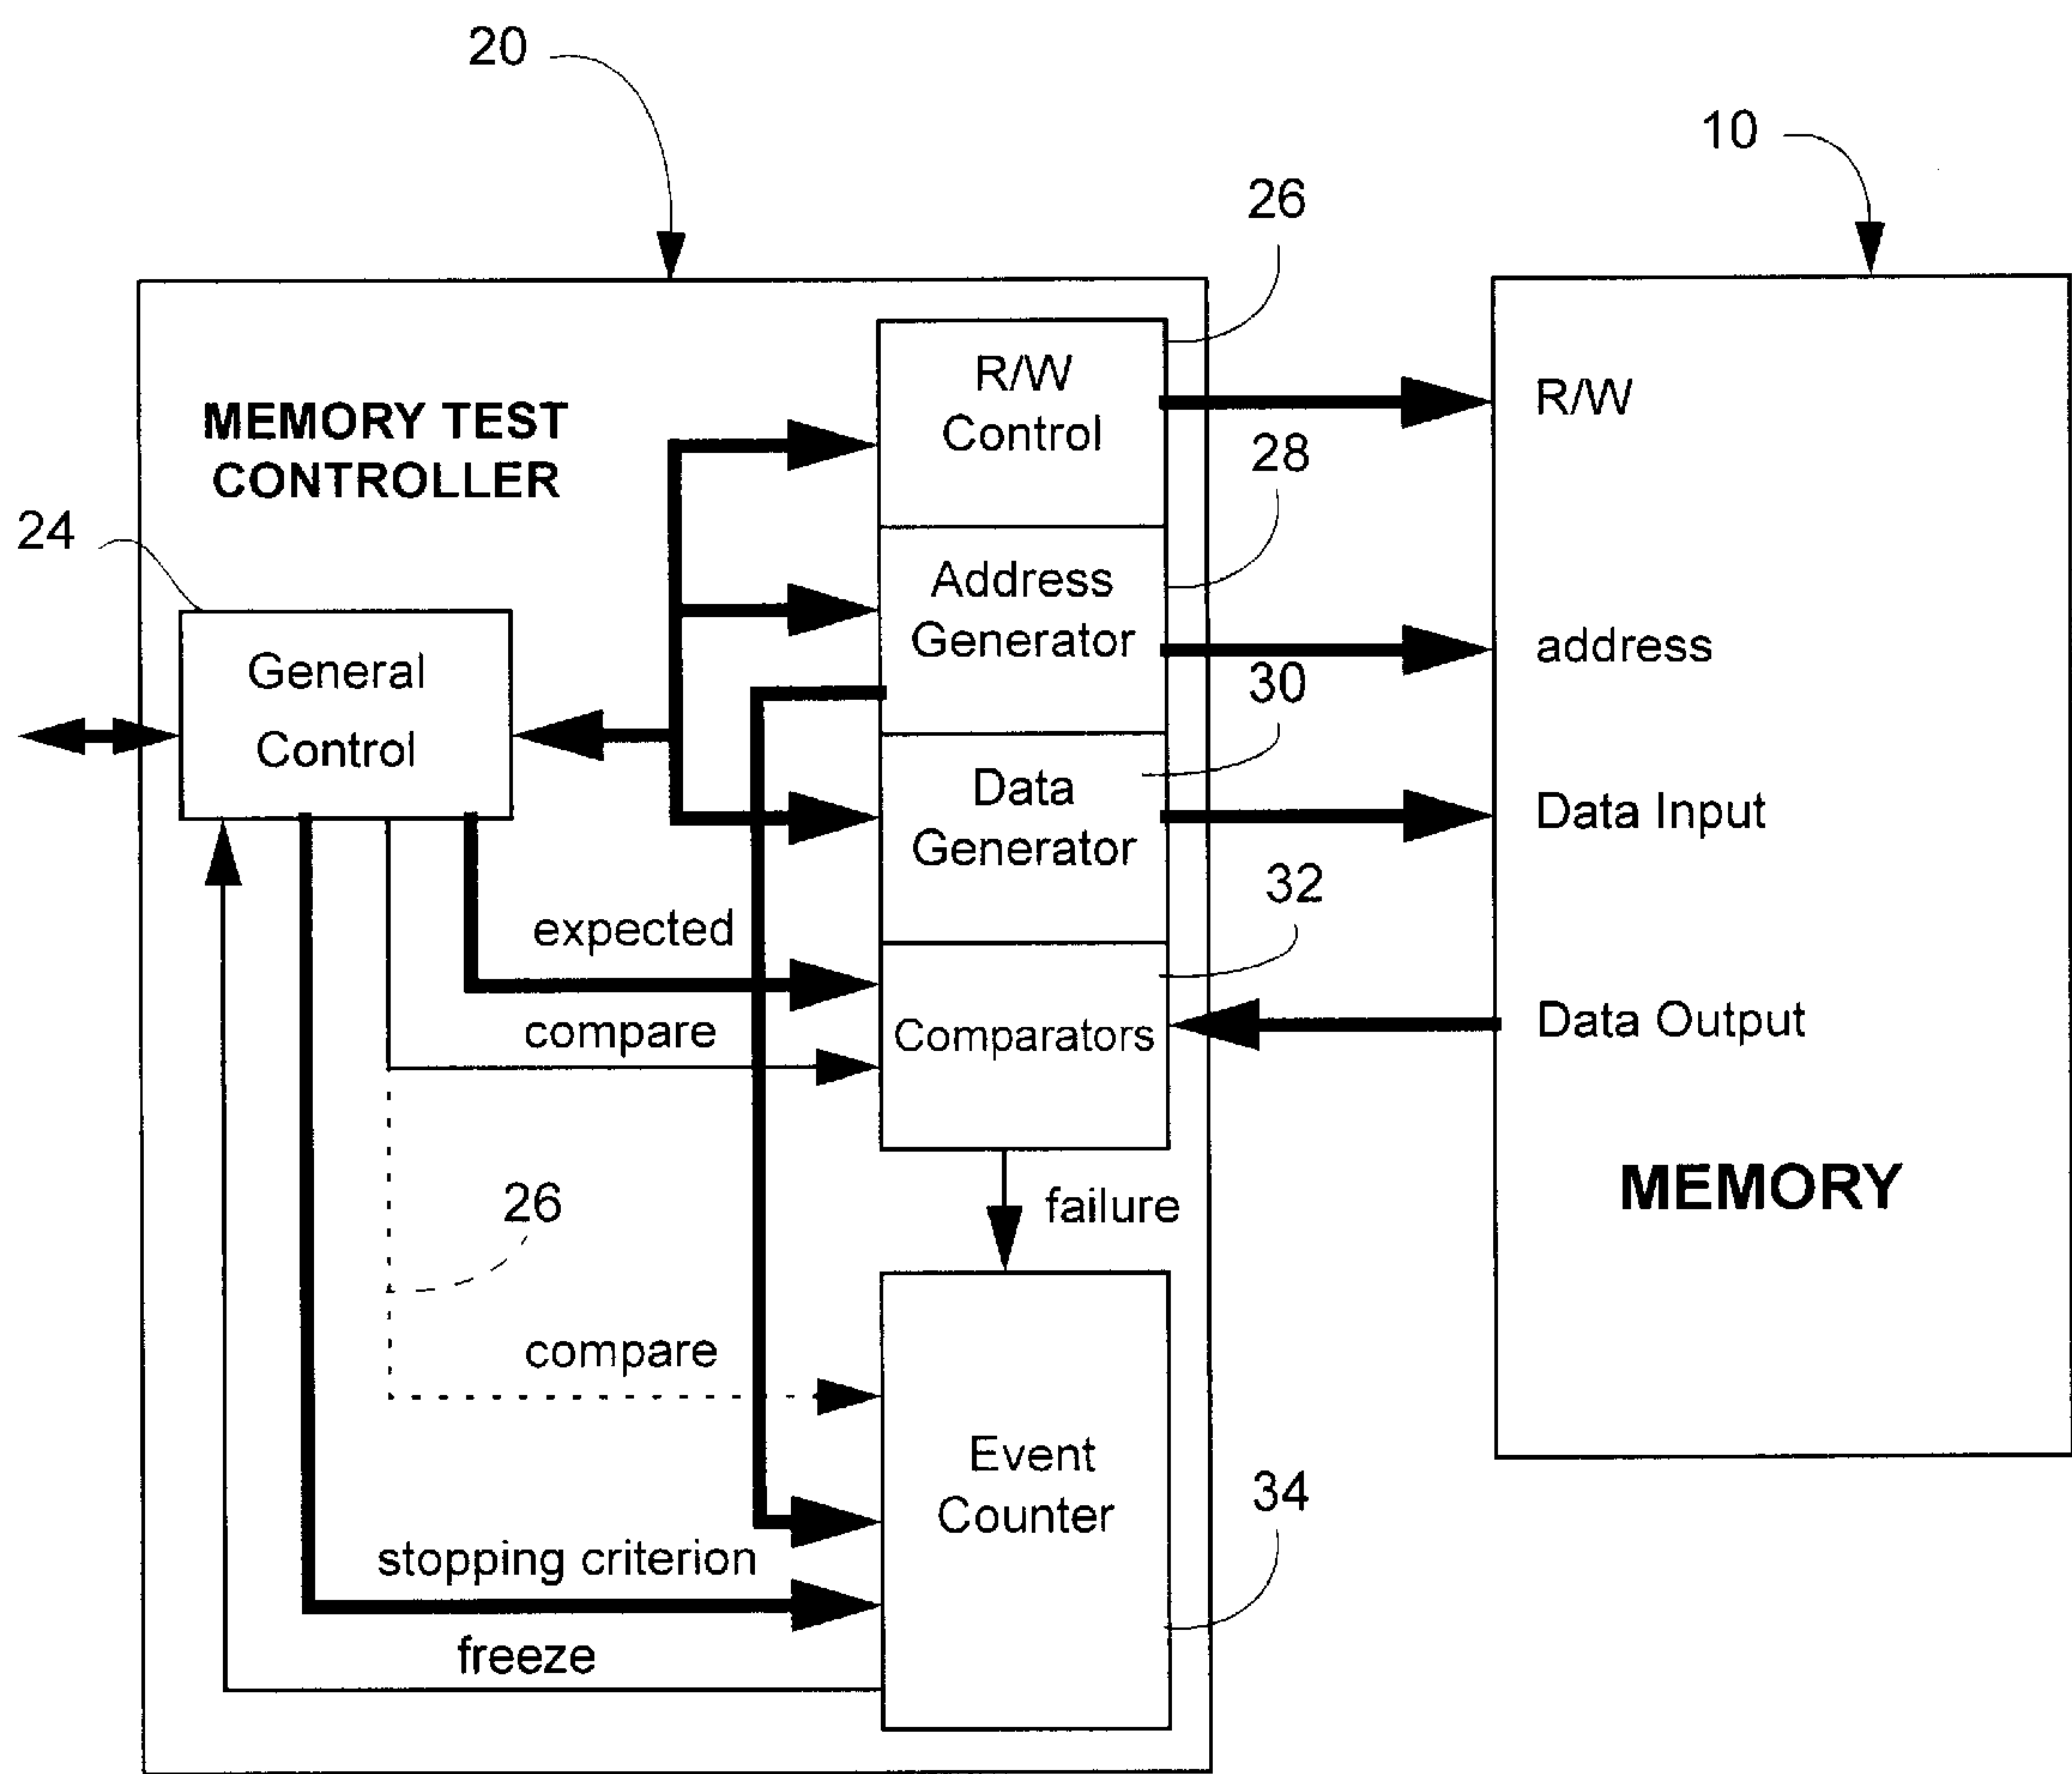 20
10
26
R/W
Control
R/W
MEMORY TEST
CONTROLLER
28
24
Address
Generator
address
General
Control
30
Data
Generator
Data Input
32
expected
compare
Comparators
Data Output
26
failure
MEMORY
compare
Event
Counter
34
stopping criterion
freeze